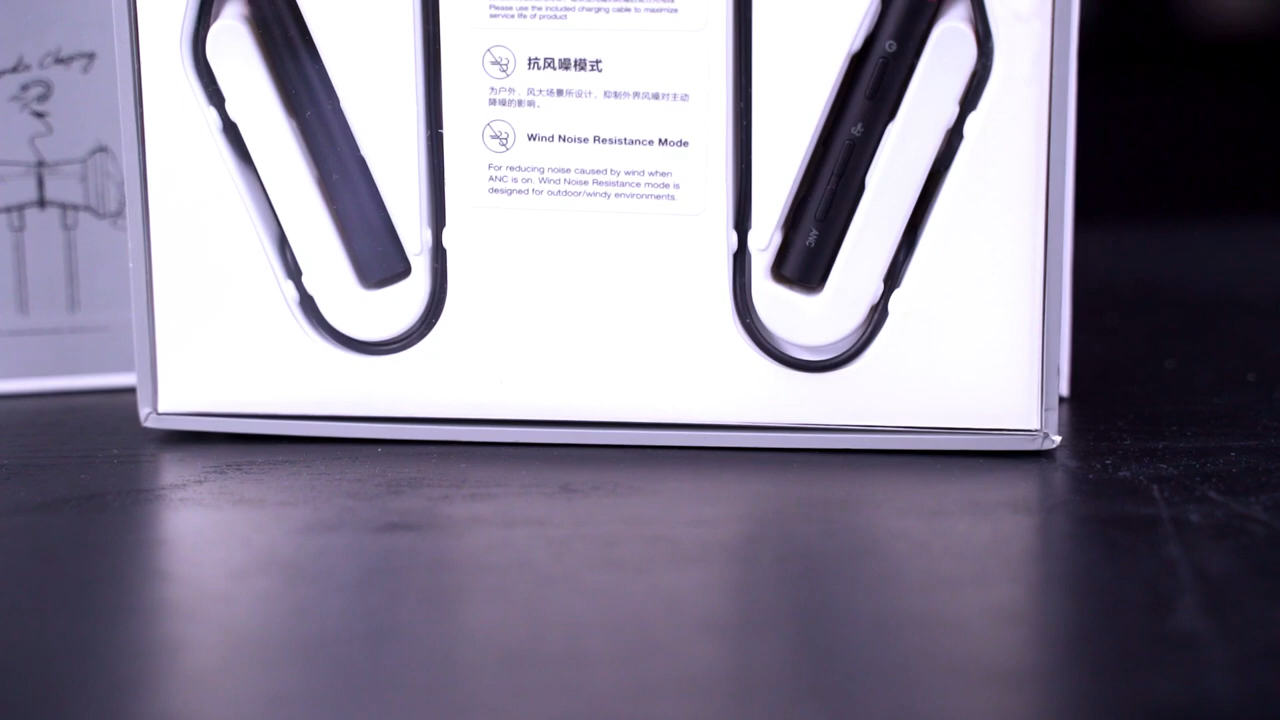 Please use the included charging cable to maximize
service life of product
抗风噪模式
为户外、风大场景所设计，抑制外界风噪对主动
降噪的影响。
Wind Noise Resistance Mode
For reducing noise caused by wind when
ANC is on. Wind Noise Resistance mode is
designed for outdoor/windy environments.
ANC